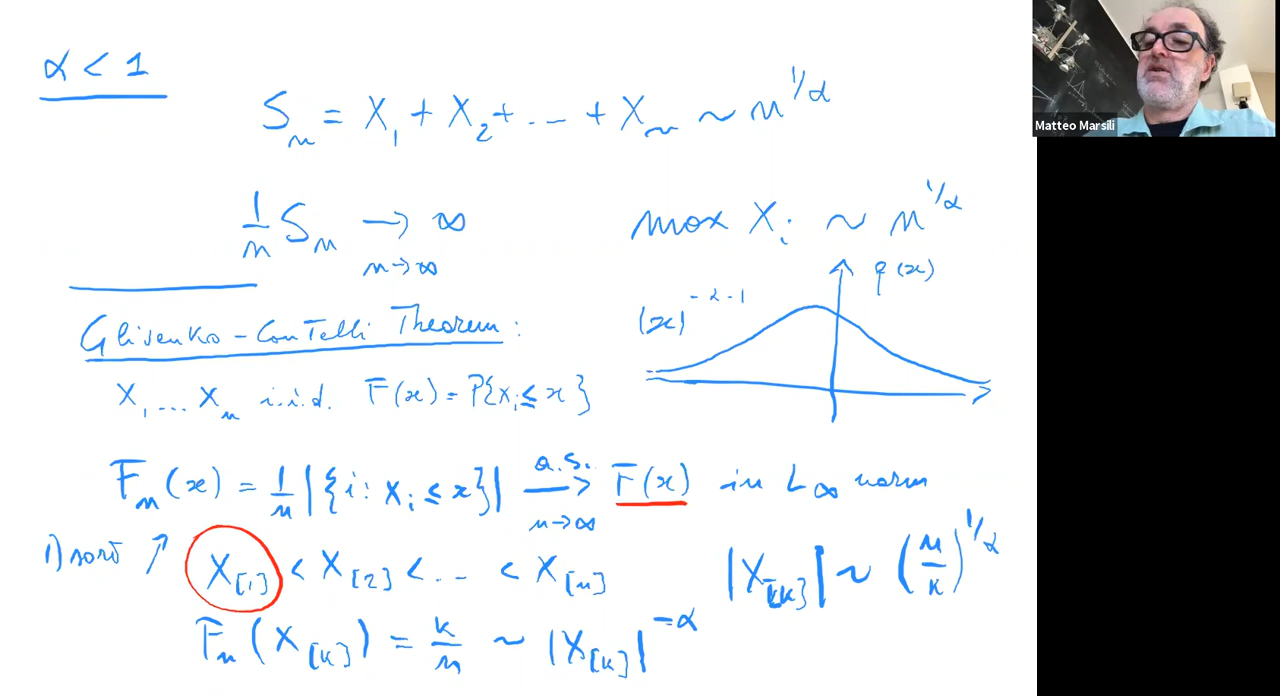 α < 1
S_n = X_1 + X_2 + ... + X_n ~ n^{1/α}
1/n S_n → ∞
n→∞
max X_i ~ n^{1/α}
p(x)
(x)^{-α-1}
Glivenko-Cantelli Theorem:
X_1 ... X_n i.i.d. F(x) = P{X_i ≤ x}
F_n(x) = 1/n |{i: X_i ≤ x}| a.s. → n→∞ F(x) in L_∞ norm
1) sort ↗ X_[1] < X_[2] < ... < X_[n]
|X_[k]| ~ (n/k)^{1/α}
F_n(X_[k]) = k/n ~ |X_[k]|^{-α}
Matteo Marsili